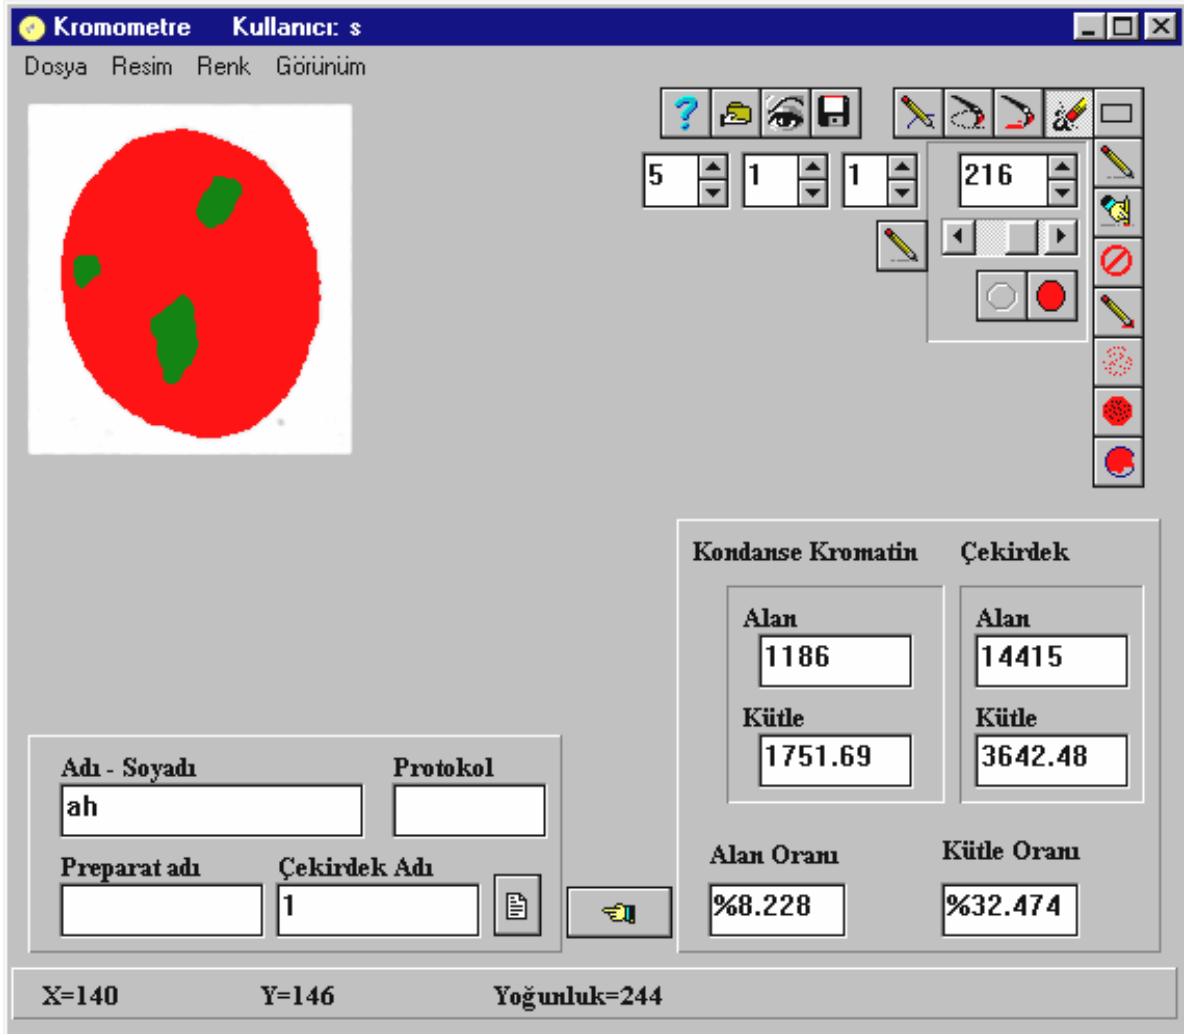 Kromometre Kullanıcı: s
Dosya Resim Renk Görünüm
5 1 1 216
Kondanse Kromatin Çekirdek
Alan Alan
1186 14415
Kütle Kütle
1751.69 3642.48
Adı - Soyadı Protokol
ah
Preparat adı Çekirdek Adı
1
Alan Oranı Kütle Oranı
%8.228 %32.474
X=140 Y=146 Yoğunluk=244